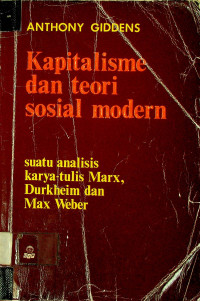 ANTHONY GIDDENS
Kapitalisme
dan teori
sosial modern
suatu analisis
karya-tulis Marx,
Durkheim dan
Max Weber